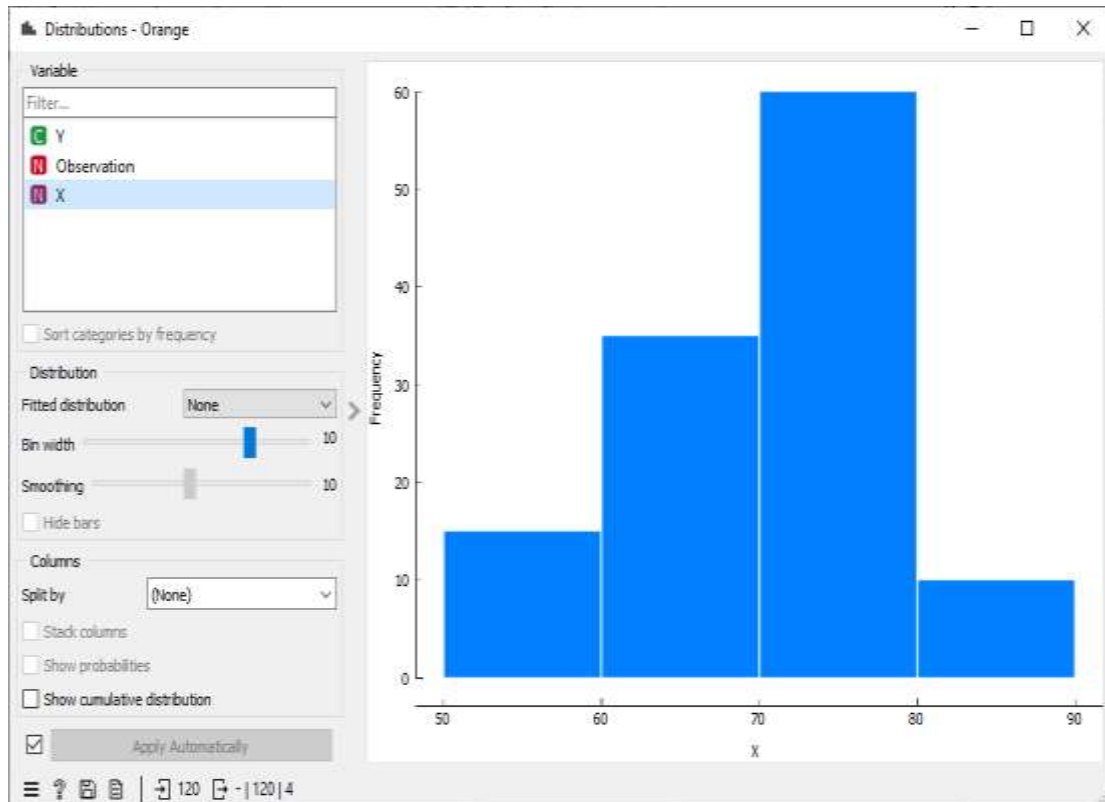 Distributions - Orange
Variable
Filter...
C Y
N Observation
N X
Sort categories by frequency
Distribution
Fitted distribution None
Bin width 10
Smoothing 10
Hide bars
Columns
Split by (None)
Stack columns
Show probabilities
Show cumulative distribution
Apply Automatically
? 120 - | 120 | 4
60
50
40
30
20
10
0
Frequency
50 60 70 80 90
X